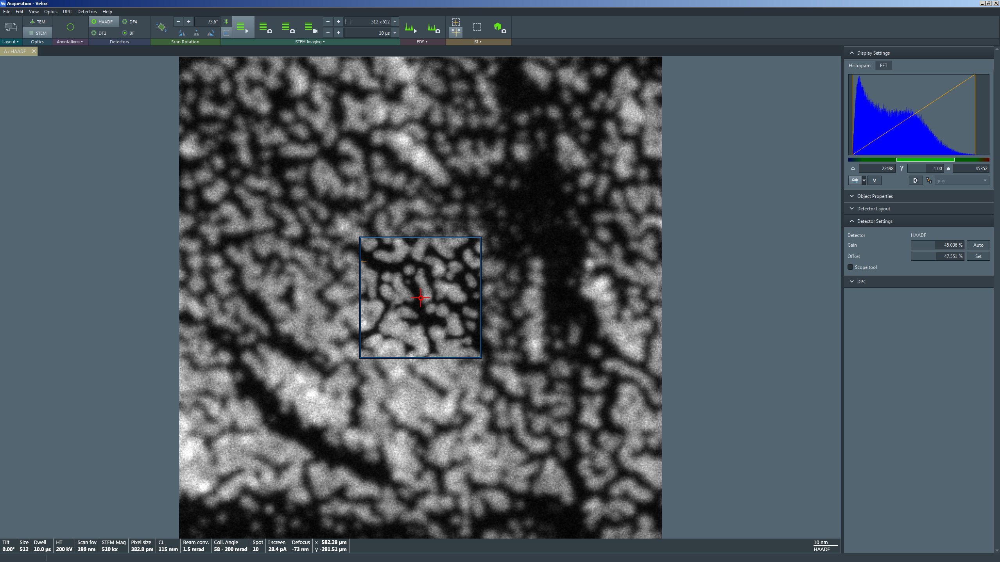 Ve Acquisition - Velox
File Edit View Optics DPC Detectors Help
TEM HAADF DF4 73.6° 512 x 512
STEM DF2 BF 10 µs
Layout Optics Annotations Detectors Scan Rotation STEM Imaging EDS SI
A : HAADF
Display Settings
Histogram FFT
22498 γ 1.00 45352
V gray
Object Properties
Detector Layout
Detector Settings
Detector HAADF
Gain 45.036 % Auto
Offset 47.551 % Set
Scope tool
DPC
Tilt Size Dwell HT Scan fov STEM Mag Pixel size CL Beam conv. Coll. Angle Spot I screen Defocus x 582.29 µm 10 nm
0.00° 512 10.0 µs 200 kV 196 nm 510 kx 382.8 pm 115 mm 1.5 mrad 58 - 200 mrad 10 28.4 pA -73 nm y -291.51 µm HAADF